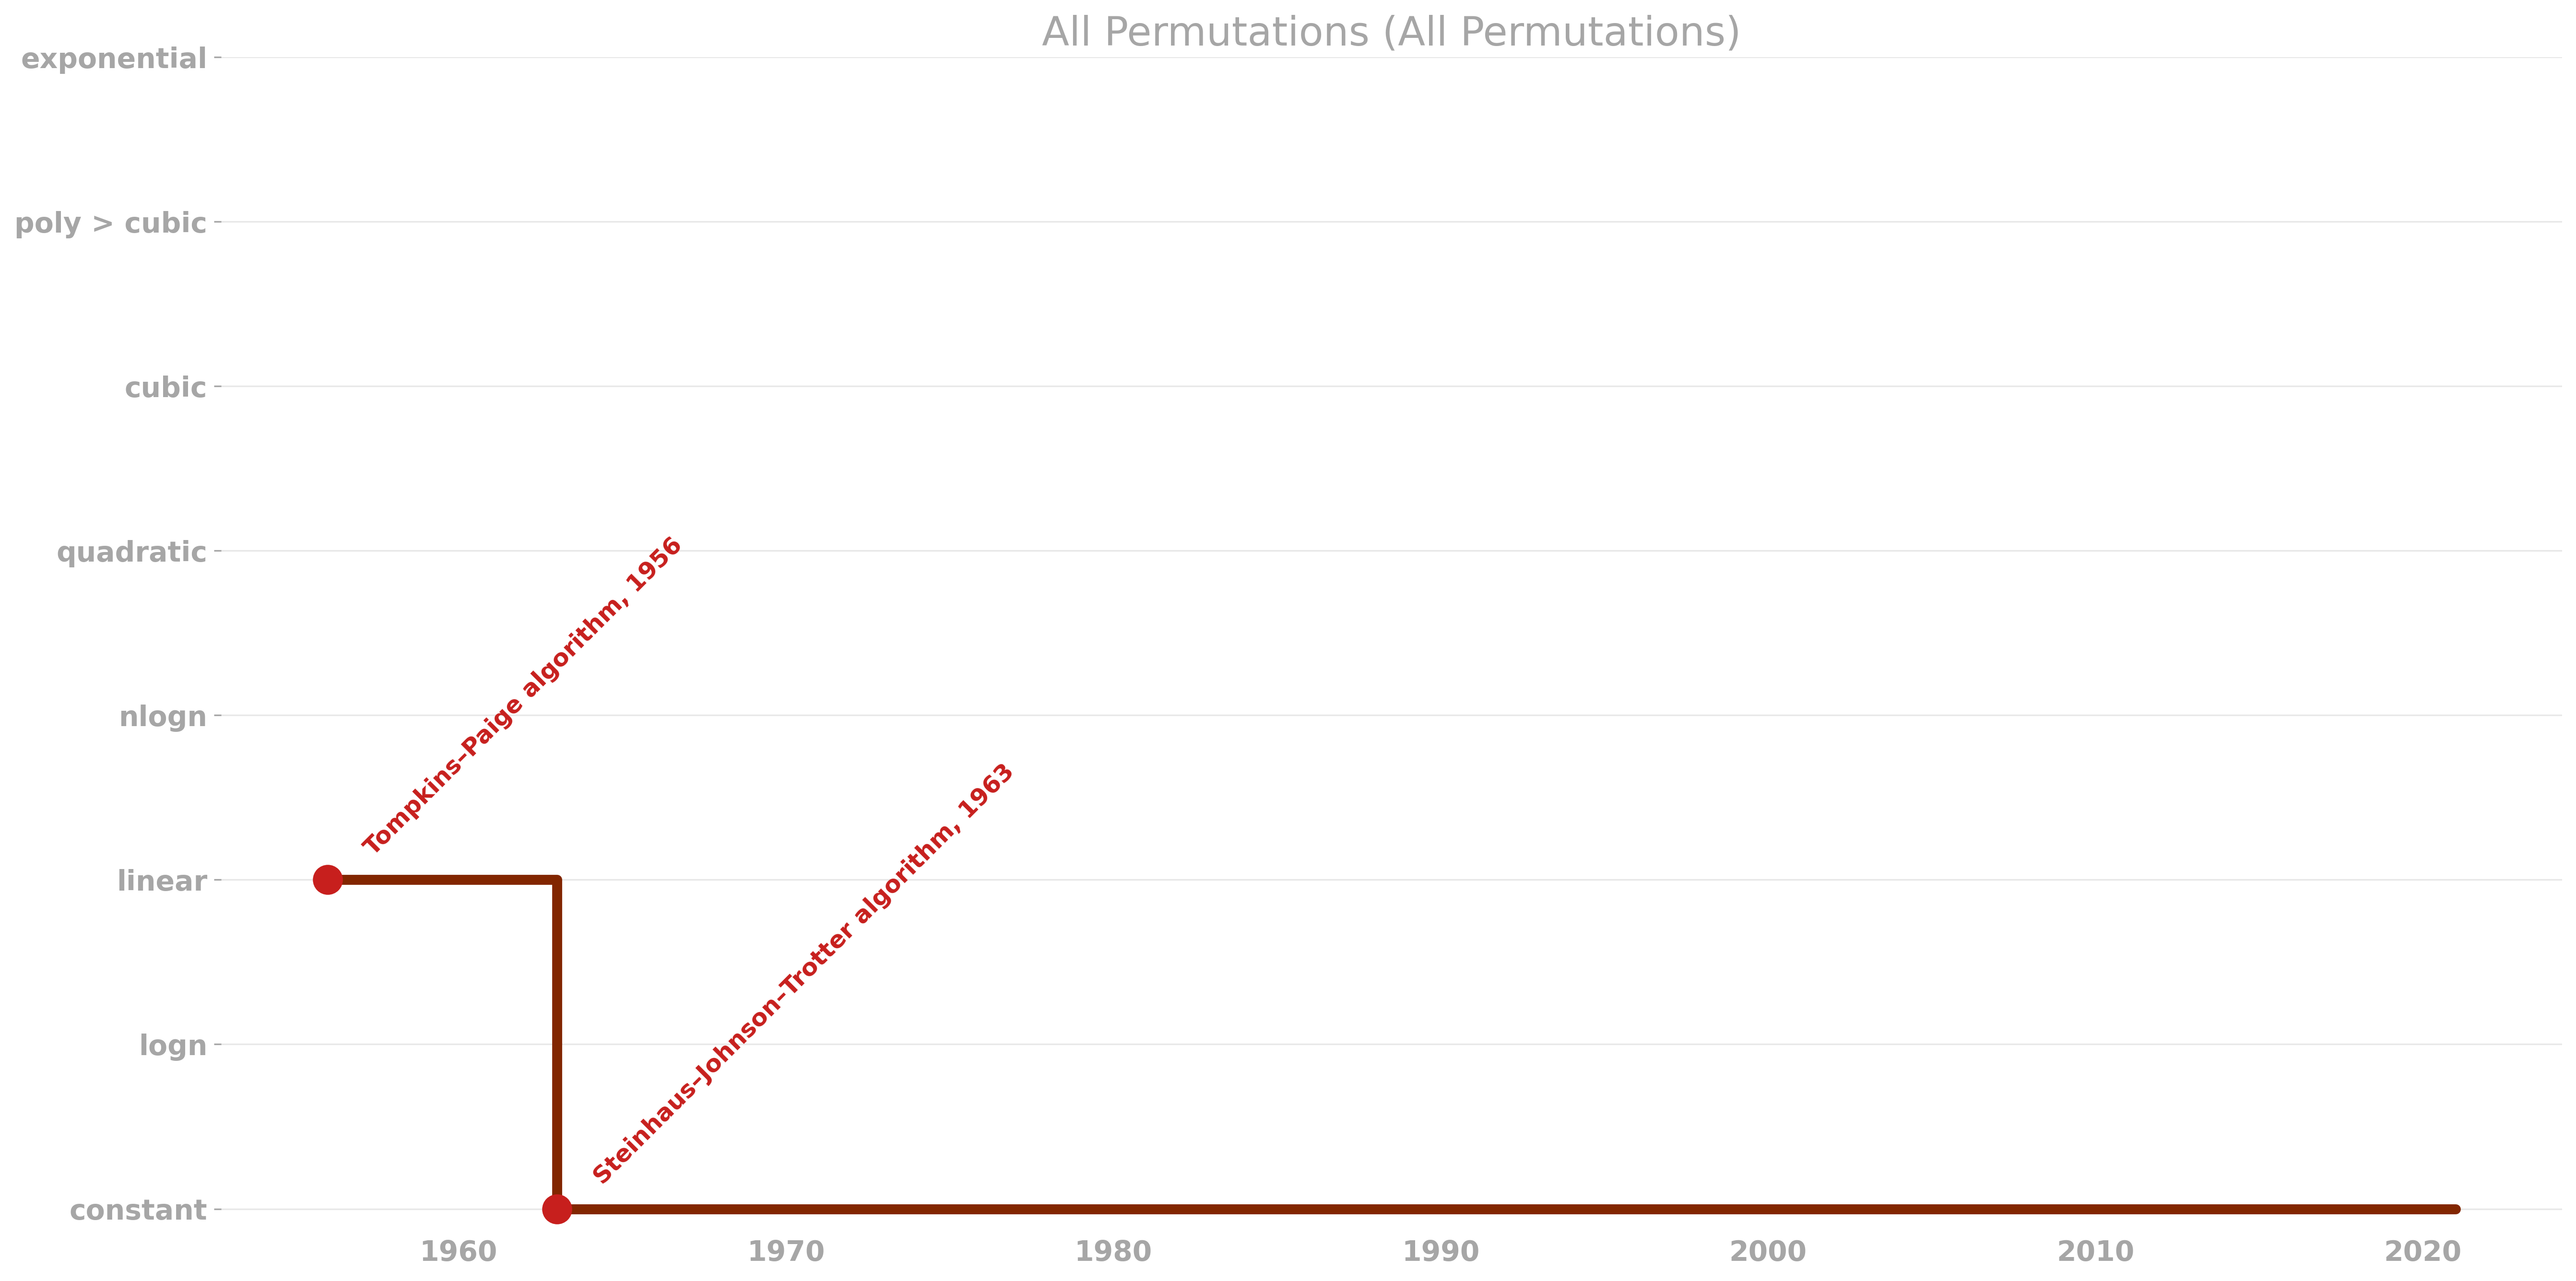 All Permutations (All Permutations)
exponential
poly > cubic
cubic
quadratic
nlogn
linear
logn
constant
Tompkins–Paige algorithm, 1956
Steinhaus–Johnson–Trotter algorithm, 1963
1960
1970
1980
1990
2000
2010
2020